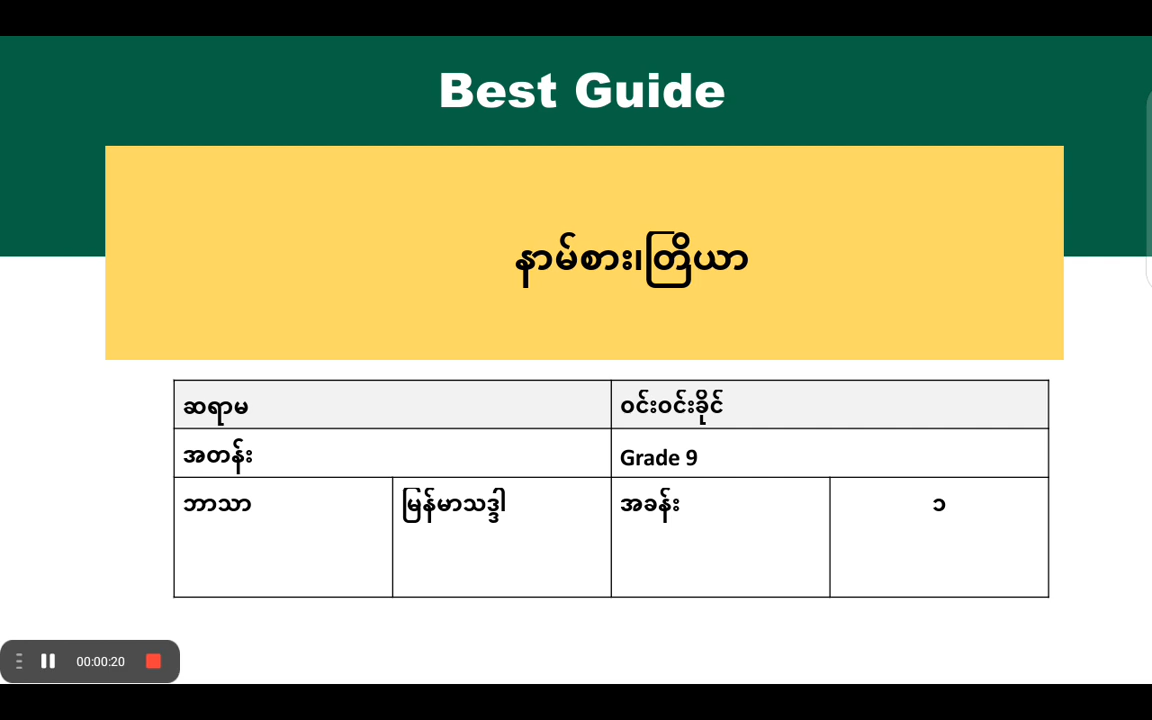 Best Guide
နာမ်စား၊တြိယာ
ဆရာမ ဝင်းဝင်းခိုင်
အတန်း Grade 9
ဘာသာ မြန်မာသဒ္ဒါ အခန်း ၁
00:00:20